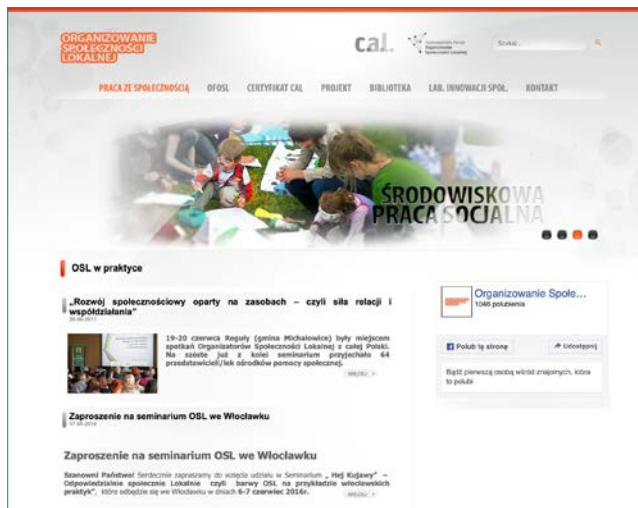 ORGANIZOWANIE
SPOŁECZNOŚCI
LOKALNEJ
cal.
Szukaj...
PRACA ZE SPOŁECZNOŚCIĄ OFOSL CERTYFIKAT CAL PROJEKT BIBLIOTEKA LAB. INNOWACJI SPOŁ. KONTAKT
ŚRODOWISKOWA
PRACA SOCJALNA
OSL w praktyce
„Rozwój społecznościowy oparty na zasobach – czyli siła relacji i
współdziałania”
19-20 czerwca Reguły (gmina Michałowice) były miejscem
spotkań Organizatorów Społeczności Lokalnej z całej Polski.
Na szóste już z kolei seminarium przyjechało 64
przedstawicieli/lek ośrodków pomocy społecznej.
WIĘCEJ
Zaproszenie na seminarium OSL we Włocławku
Zaproszenie na seminarium OSL we Włocławku
Szanowni Państwo! Serdecznie zapraszamy do wzięcia udziału w Seminarium „ Hej Kujawy” –
Odpowiedzialnie społecznie Lokalnie czyli barwy OSL na przykładzie włocławskich
praktyk”, które odbędzie się we Włocławku w dniach 6-7 czerwiec 2016r.
WIĘCEJ
Organizowanie Społe...
1046 polubienia
Polub tę stronę Udostępnij
Bądź pierwszą osobą wśród znajomych, która
to polubi